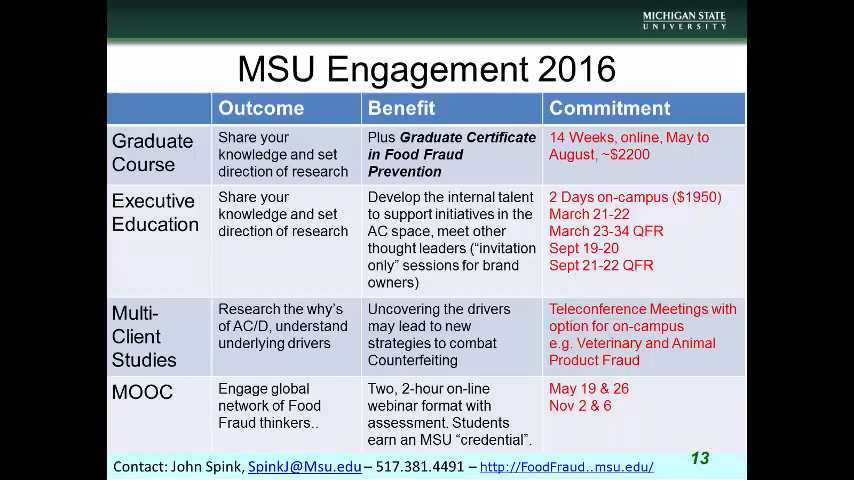 MICHIGAN STATE
UNIVERSITY
MSU Engagement 2016
Outcome
Benefit
Commitment
Graduate
Course
Share your
knowledge and set
direction of research
Plus Graduate Certificate
in Food Fraud
Prevention
14 Weeks, online, May to
August, ~$2200
Executive
Education
Share your
knowledge and set
direction of research
Develop the internal talent
to support initiatives in the
AC space, meet other
thought leaders (“invitation
only” sessions for brand
owners)
2 Days on-campus ($1950)
March 21-22
March 23-34 QFR
Sept 19-20
Sept 21-22 QFR
Multi-
Client
Studies
Research the why’s
of AC/D, understand
underlying drivers
Uncovering the drivers
may lead to new
strategies to combat
Counterfeiting
Teleconference Meetings with
option for on-campus
e.g. Veterinary and Animal
Product Fraud
MOOC
Engage global
network of Food
Fraud thinkers..
Two, 2-hour on-line
webinar format with
assessment. Students
earn an MSU “credential”.
May 19 & 26
Nov 2 & 6
Contact: John Spink, SpinkJ@Msu.edu – 517.381.4491 – http://FoodFraud..msu.edu/
13